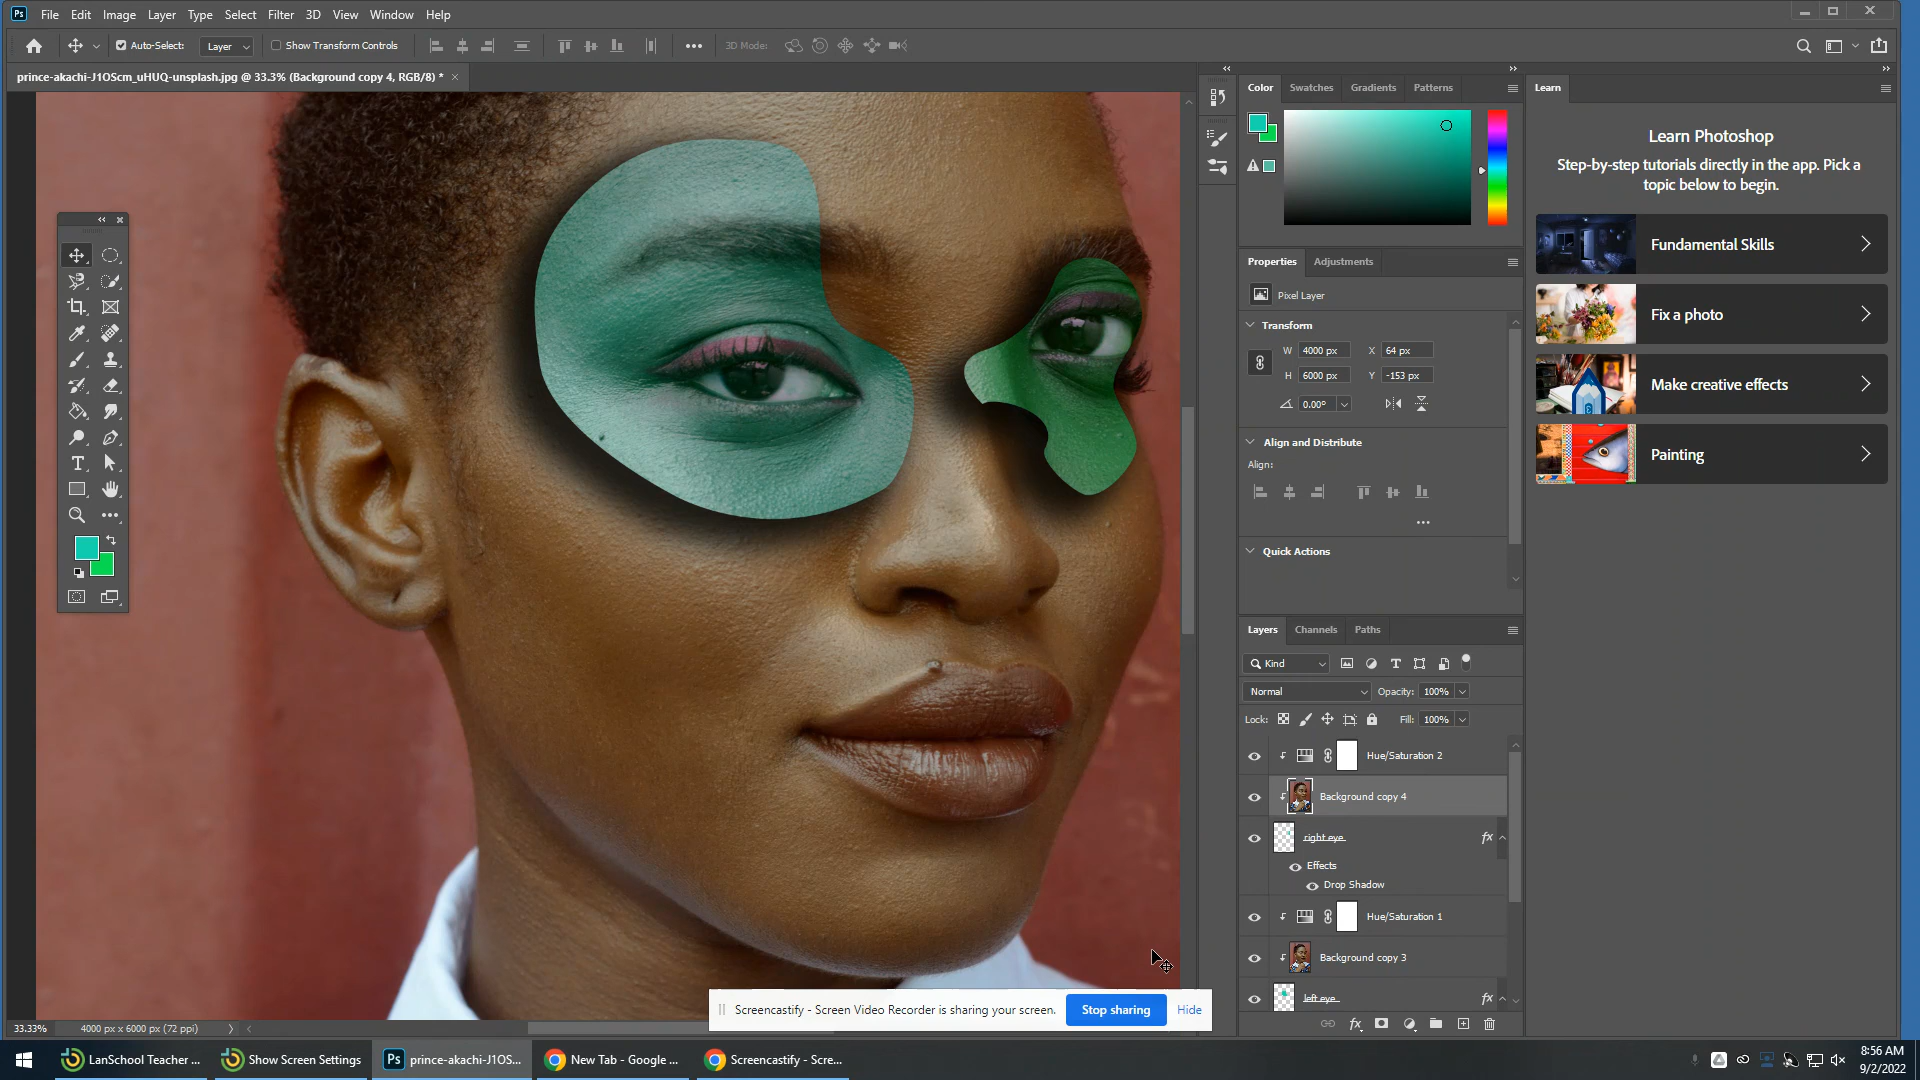 Ps File Edit Image Layer Type Select Filter 3D View Window Help
Auto-Select: Layer Show Transform Controls 3D Mode:
prince-akachi-J1OScm_uHUQ-unsplash.jpg @ 33.3% (Background copy 4, RGB/8) *
Color Swatches Gradients Patterns
Learn
Learn Photoshop
Step-by-step tutorials directly in the app. Pick a
topic below to begin.
Fundamental Skills
Fix a photo
Make creative effects
Painting
Properties Adjustments
Pixel Layer
Transform
W 4000 px X 64 px
H 6000 px Y -153 px
0.00°
Align and Distribute
Align:
Quick Actions
Layers Channels Paths
Kind
Normal Opacity: 100%
Lock: Fill: 100%
Hue/Saturation 2
Background copy 4
right eye fx
Effects
Drop Shadow
Hue/Saturation 1
Background copy 3
left eye fx
fx
Screencastify - Screen Video Recorder is sharing your screen. Stop sharing Hide
33.33% 4000 px x 6000 px (72 ppi)
LanSchool Teacher ...
Show Screen Settings
Ps prince-akachi-J1OS...
New Tab - Google ...
Screencastify - Scre...
8:56 AM
9/2/2022